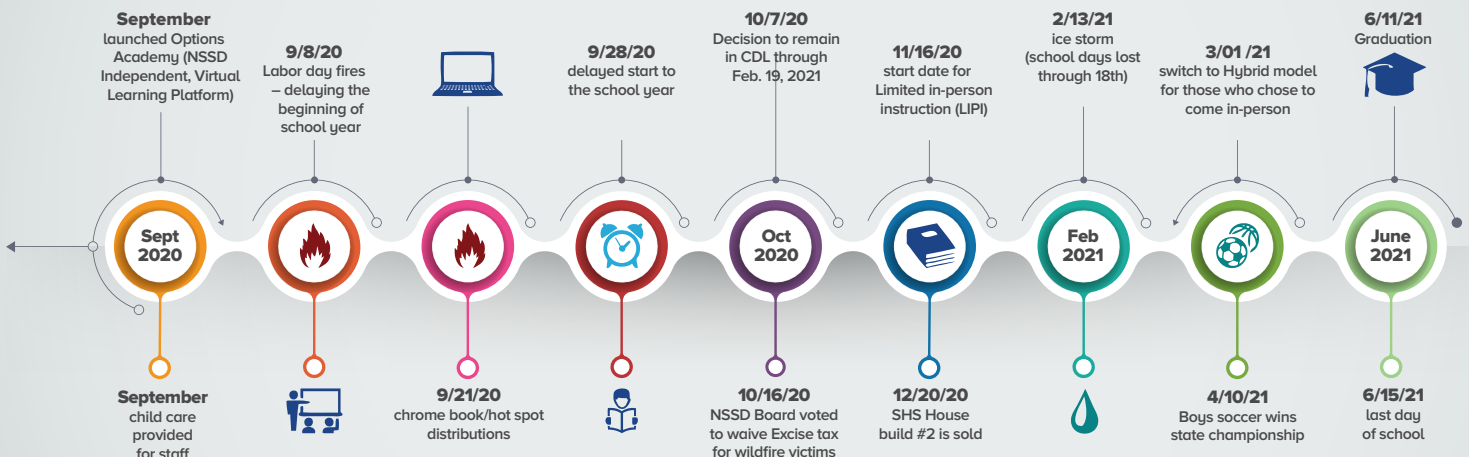 September
launched Options
Academy (NSSD
Independent, Virtual
Learning Platform)
9/8/20
Labor day fires
– delaying the
beginning of
school year
9/28/20
delayed start to
the school year
10/7/20
Decision to remain
in CDL through
Feb. 19, 2021
11/16/20
start date for
Limited in-person
instruction (LIPI)
2/13/21
ice storm
(school days lost
through 18th)
3/01 /21
switch to Hybrid model
for those who chose to
come in-person
6/11/21
Graduation
Sept
2020
Oct
2020
Feb
2021
June
2021
September
child care
provided
for staff
9/21/20
chrome book/hot spot
distributions
10/16/20
NSSD Board voted
to waive Excise tax
for wildfire victims
12/20/20
SHS House
build #2 is sold
4/10/21
Boys soccer wins
state championship
6/15/21
last day
of school